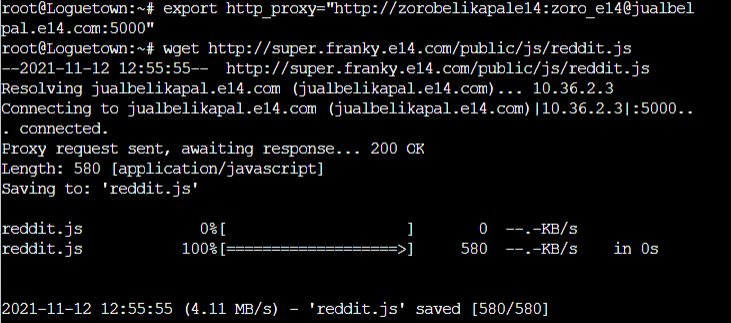 root@Loguetown:~# export http_proxy="http://zorobelikapale14:zoro_e14@jualbel
pal.e14.com:5000"
root@Loguetown:~# wget http://super.franky.e14.com/public/js/reddit.js
--2021-11-12 12:55:55--  http://super.franky.e14.com/public/js/reddit.js
Resolving jualbelikapal.e14.com (jualbelikapal.e14.com)... 10.36.2.3
Connecting to jualbelikapal.e14.com (jualbelikapal.e14.com)|10.36.2.3|:5000..
. connected.
Proxy request sent, awaiting response... 200 OK
Length: 580 [application/javascript]
Saving to: 'reddit.js'
reddit.js             0%[                    ]       0  --.-KB/s
reddit.js           100%[===================>]     580  --.-KB/s    in 0s
2021-11-12 12:55:55 (4.11 MB/s) - 'reddit.js' saved [580/580]